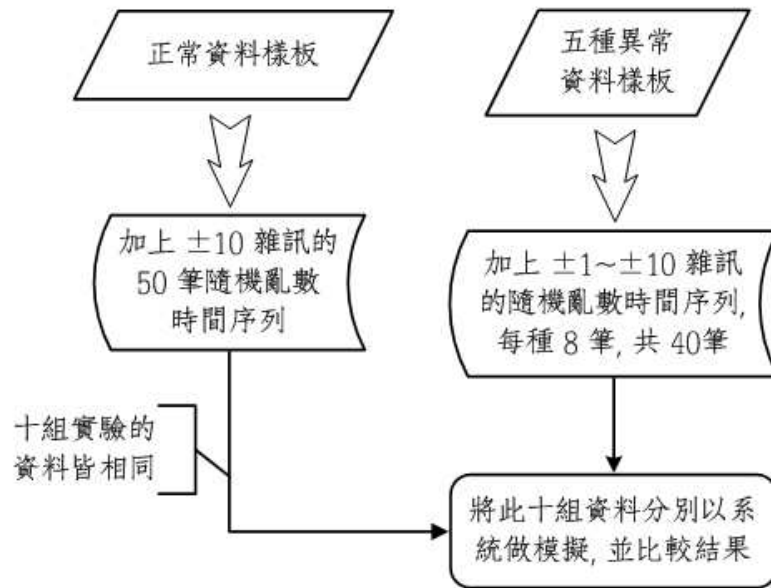 正常資料樣板
五種異常
資料樣板
加上 ±10 雜訊的
50 筆隨機亂數
時間序列
加上 ±1~±10 雜訊
的隨機亂數時間序列,
每種 8 筆, 共 40筆
十組實驗的
資料皆相同
將此十組資料分別以系
統做模擬, 並比較結果